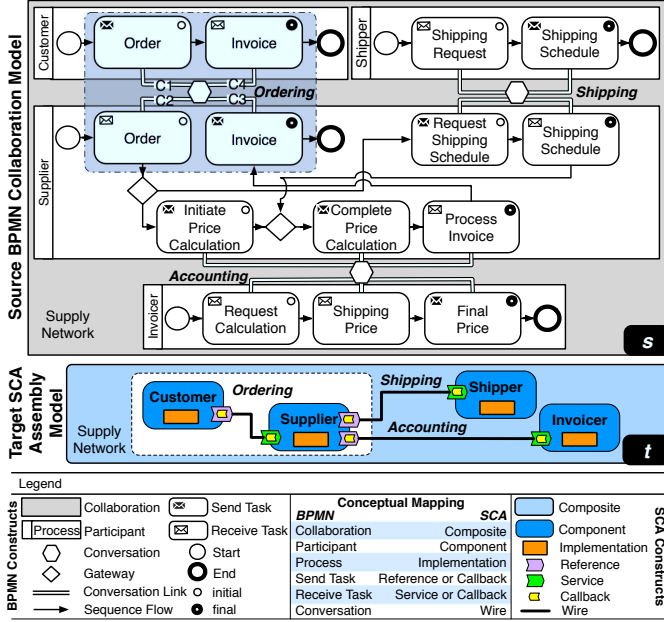 Source BPMN Collaboration Model
Customer
Order
Invoice
Shipper
Shipping
Request
Shipping
Schedule
C1
C4
C2
C3
Ordering
Shipping
Supplier
Order
Invoice
Request
Shipping
Schedule
Shipping
Schedule
Initiate
Price
Calculation
Complete
Price
Calculation
Process
Invoice
Accounting
Supply
Network
Invoicer
Request
Calculation
Shipping
Price
Final
Price
s
Target SCA
Assembly
Model
Customer
Ordering
Supplier
Shipping
Shipper
Accounting
Invoicer
Supply
Network
t
Legend
BPMN Constructs
Collaboration
Send Task
Process
Participant
Receive Task
Conversation
Start
Gateway
End
Conversation Link
initial
Sequence Flow
final
Conceptual Mapping
BPMN SCA
Collaboration Composite
Participant Component
Process Implementation
Send Task Reference or Callback
Receive Task Service or Callback
Conversation Wire
Composite
Component
Implementation
Reference
Service
Callback
Wire
SCA Constructs